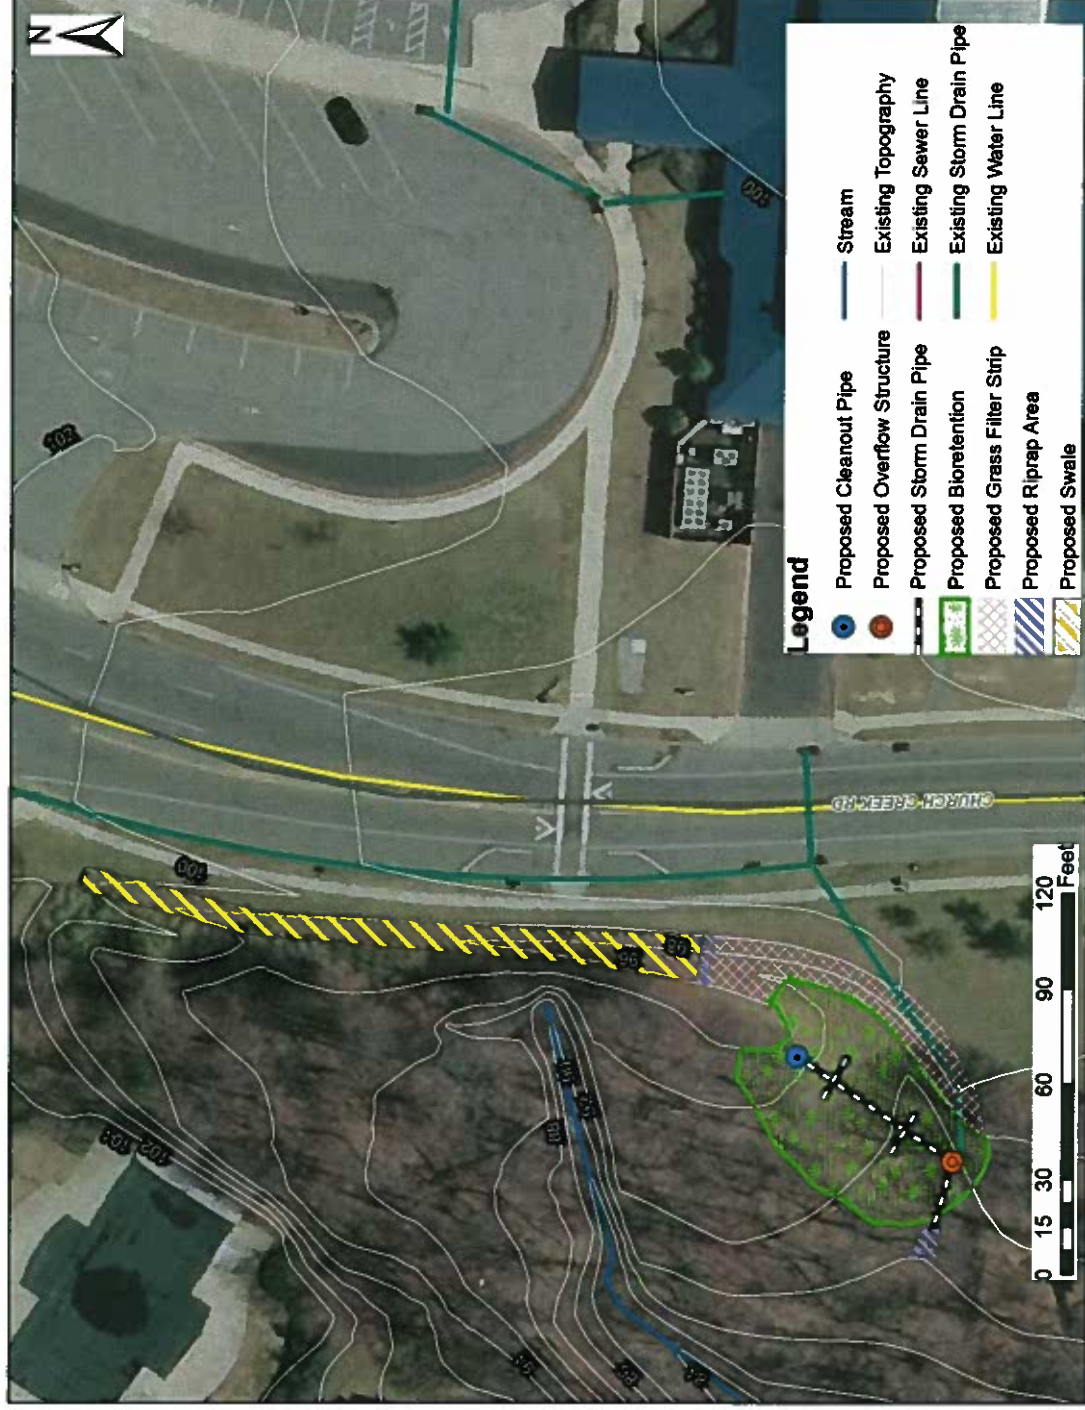 N
103
100
CHURCH CREEK RD
98
104
102
Legend
Proposed Cleanout Pipe
Proposed Overflow Structure
Proposed Storm Drain Pipe
Proposed Bioretention
Proposed Grass Filter Strip
Proposed Riprap Area
Proposed Swale
Stream
Existing Topography
Existing Sewer Line
Existing Storm Drain Pipe
Existing Water Line
0 15 30 60 90 120
Feet